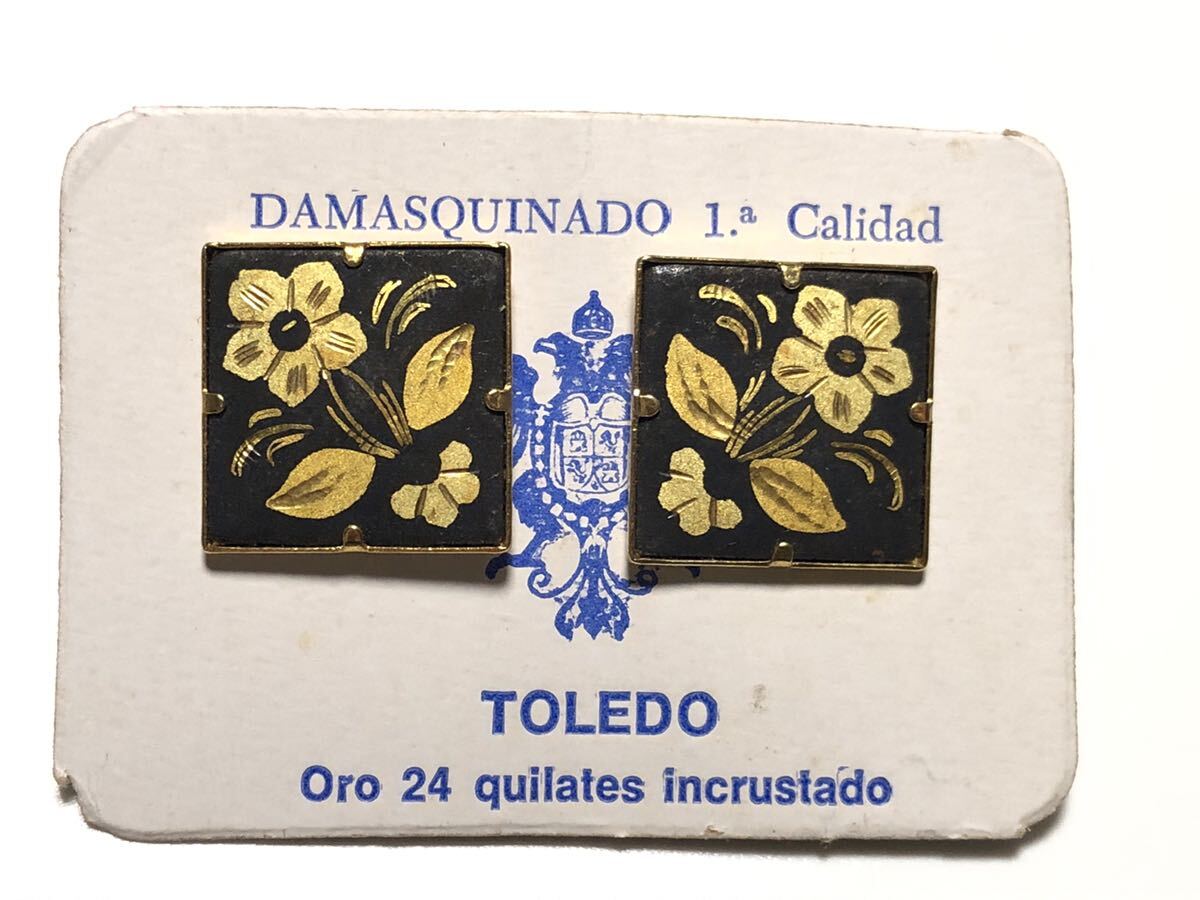 DAMASQUINADO 1.ª Calidad
TOLEDO
Oro 24 quilates incrustado